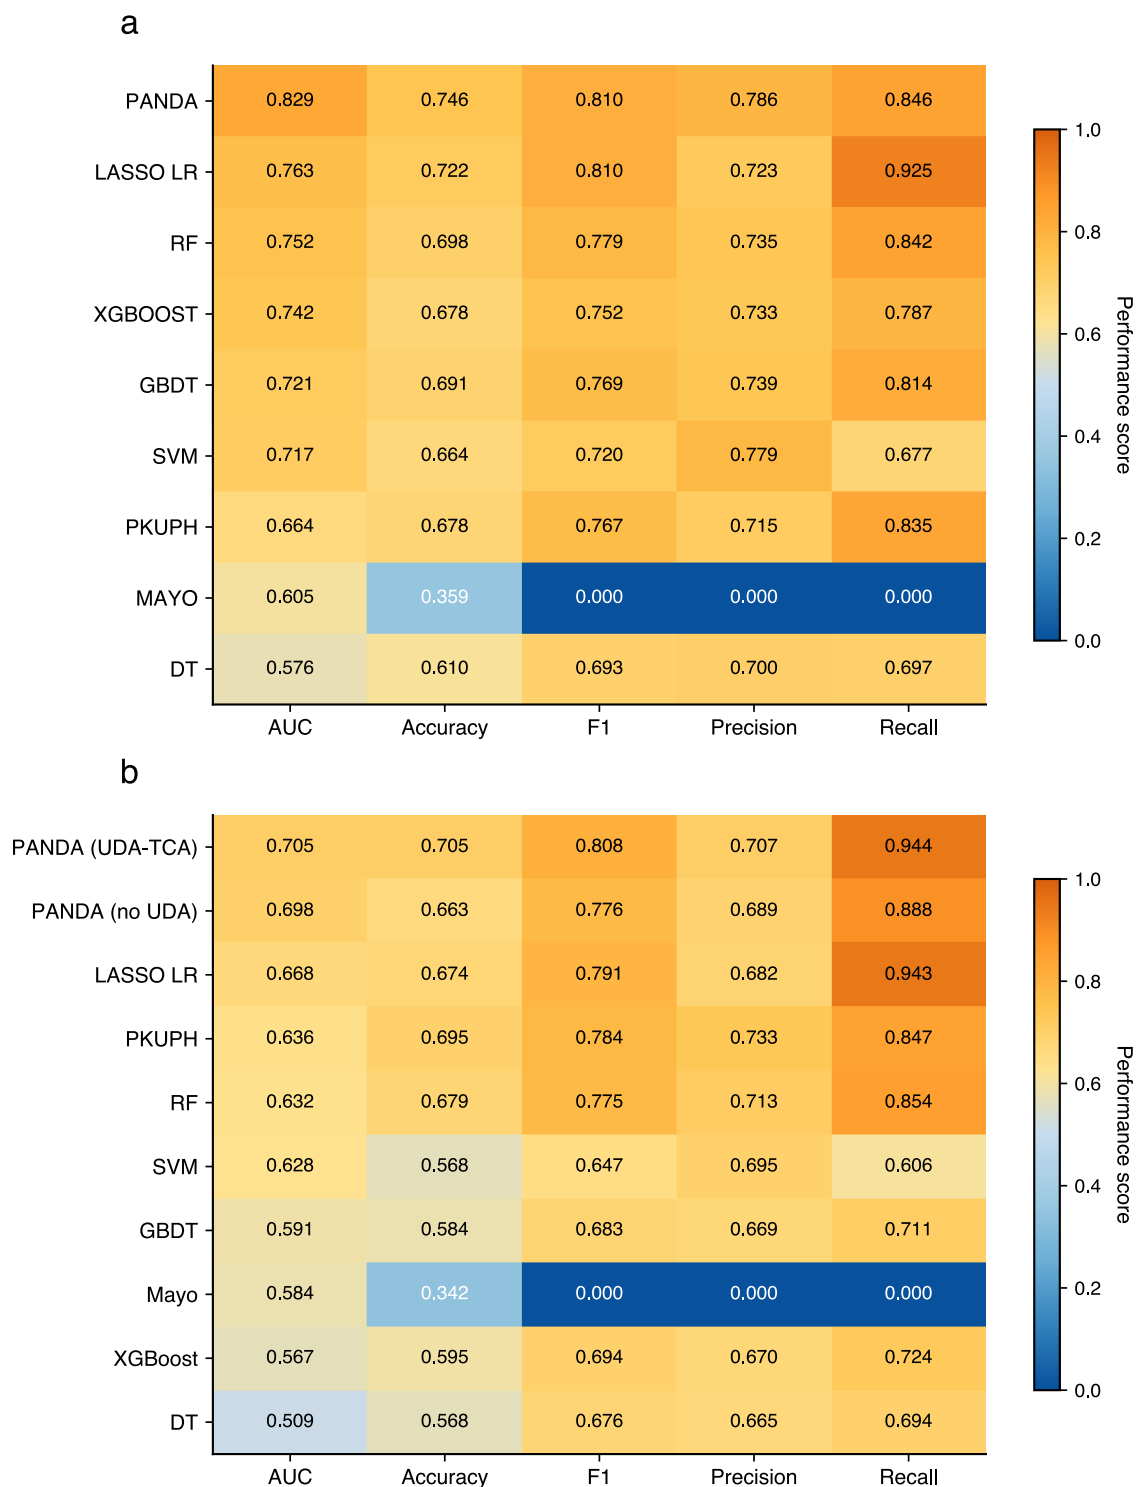 a
PANDA 0.829 0.746 0.810 0.786 0.846
LASSO LR 0.763 0.722 0.810 0.723 0.925
RF 0.752 0.698 0.779 0.735 0.842
XGBOOST 0.742 0.678 0.752 0.733 0.787
GBDT 0.721 0.691 0.769 0.739 0.814
SVM 0.717 0.664 0.720 0.779 0.677
PKUPH 0.664 0.678 0.767 0.715 0.835
MAYO 0.605 0.359 0.000 0.000 0.000
DT 0.576 0.610 0.693 0.700 0.697
AUC Accuracy F1 Precision Recall
1.0
0.8
0.6
0.4
0.2
0.0
Performance score
b
PANDA (UDA-TCA) 0.705 0.705 0.808 0.707 0.944
PANDA (no UDA) 0.698 0.663 0.776 0.689 0.888
LASSO LR 0.668 0.674 0.791 0.682 0.943
PKUPH 0.636 0.695 0.784 0.733 0.847
RF 0.632 0.679 0.775 0.713 0.854
SVM 0.628 0.568 0.647 0.695 0.606
GBDT 0.591 0.584 0.683 0.669 0.711
Mayo 0.584 0.342 0.000 0.000 0.000
XGBoost 0.567 0.595 0.694 0.670 0.724
DT 0.509 0.568 0.676 0.665 0.694
AUC Accuracy F1 Precision Recall
1.0
0.8
0.6
0.4
0.2
0.0
Performance score